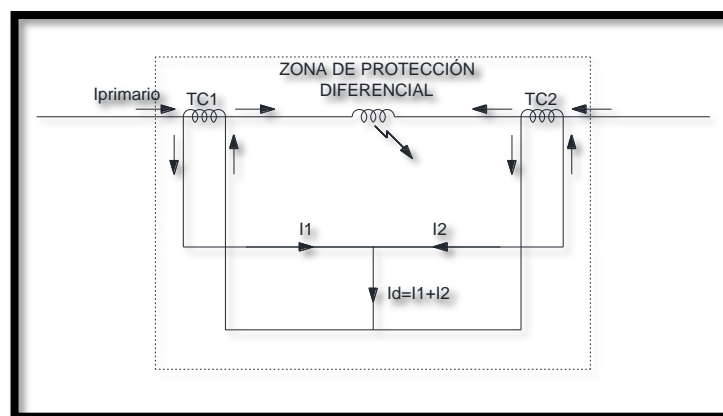 ZONA DE PROTECCIÓN
DIFERENCIAL
Iprimario
TC1
TC2
I1
I2
Id=I1+I2